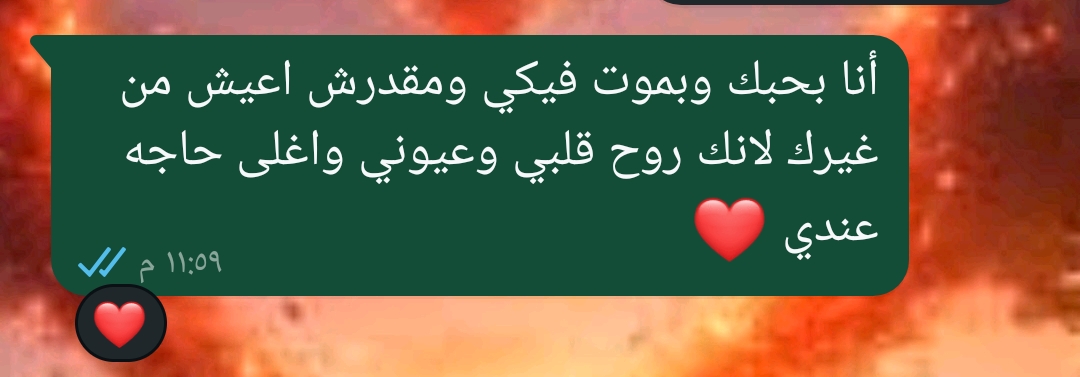 أنا بحبك وبموت فيكي ومقدرش اعيش من
غيرك لانك روح قلبي وعيوني واغلى حاجه
عندي ❤️
١١:٥٩ م
❤️